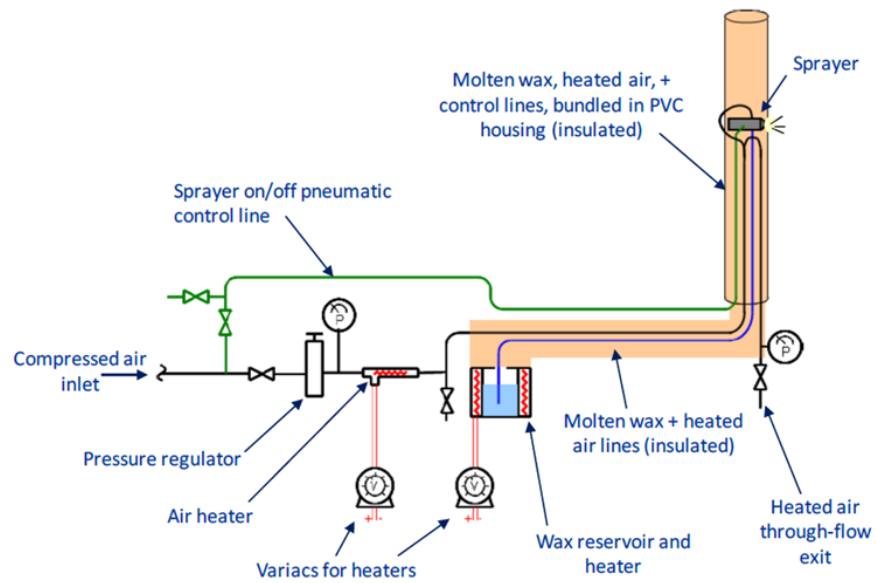 Molten wax, heated air, +
control lines, bundled in PVC
housing (insulated)
Sprayer
Sprayer on/off pneumatic
control line
P
Compressed air
inlet
P
Pressure regulator
Molten wax + heated
air lines (insulated)
V
V
Air heater
+ -
+ -
Wax reservoir and
heater
Heated air
through-flow
exit
Variacs for heaters